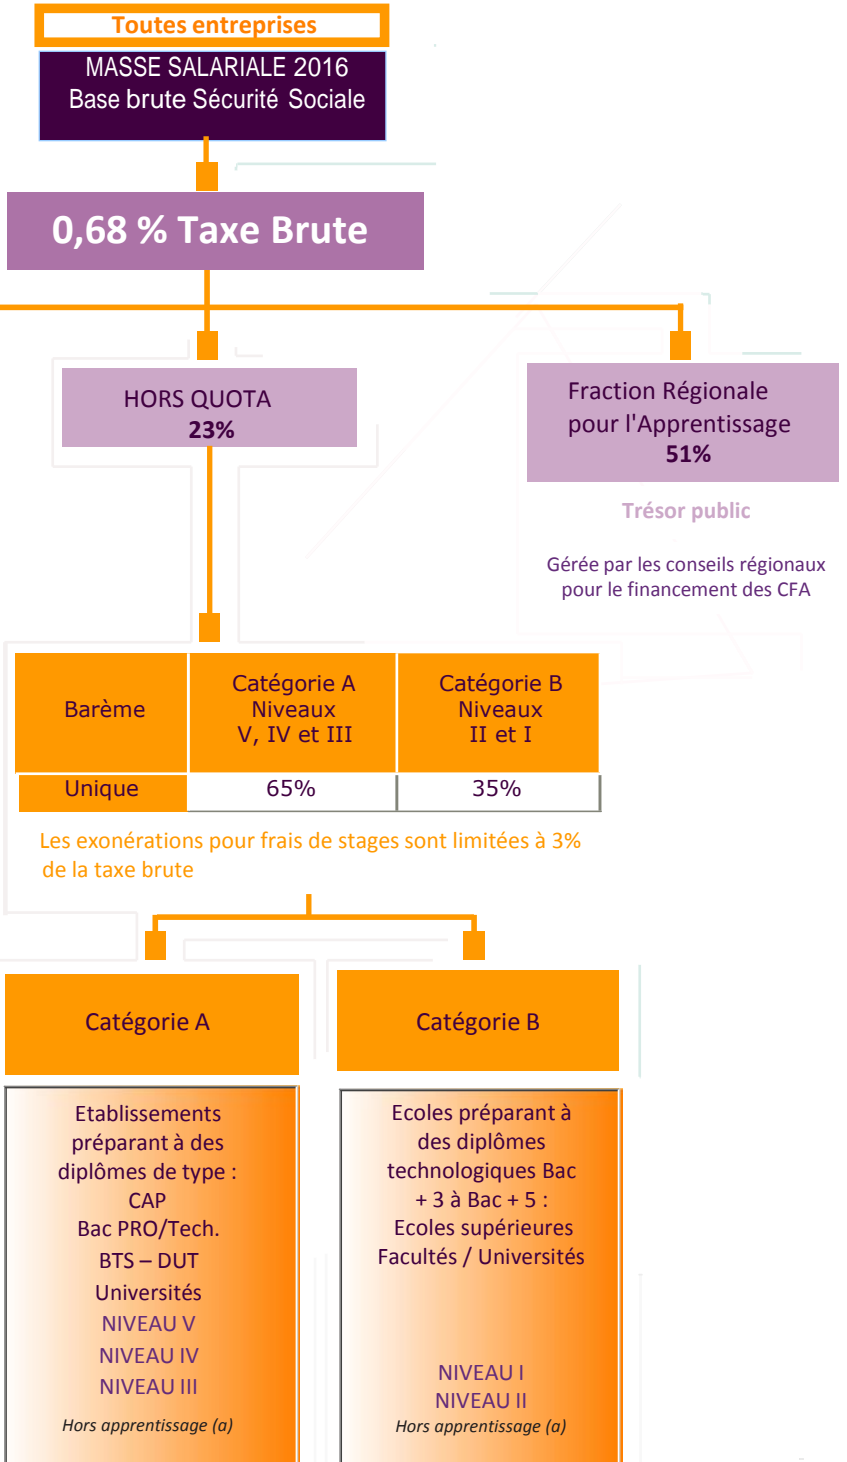 Toutes entreprises
MASSE SALARIALE 2016
Base brute Sécurité Sociale
0,68 % Taxe Brute
HORS QUOTA
23%
Fraction Régionale
pour l'Apprentissage
51%
Trésor public
Gérée par les conseils régionaux
pour le financement des CFA
Barème
Catégorie A
Niveaux
V, IV et III
Catégorie B
Niveaux
II et I
Unique
65%
35%
Les exonérations pour frais de stages sont limitées à 3%
de la taxe brute
Catégorie A
Catégorie B
Etablissements
préparant à des
diplômes de type :
CAP
Bac PRO/Tech.
BTS – DUT
Universités
NIVEAU V
NIVEAU IV
NIVEAU III
Hors apprentissage (a)
Ecoles préparant à
des diplômes
technologiques Bac
+ 3 à Bac + 5 :
Ecoles supérieures
Facultés / Universités
NIVEAU I
NIVEAU II
Hors apprentissage (a)